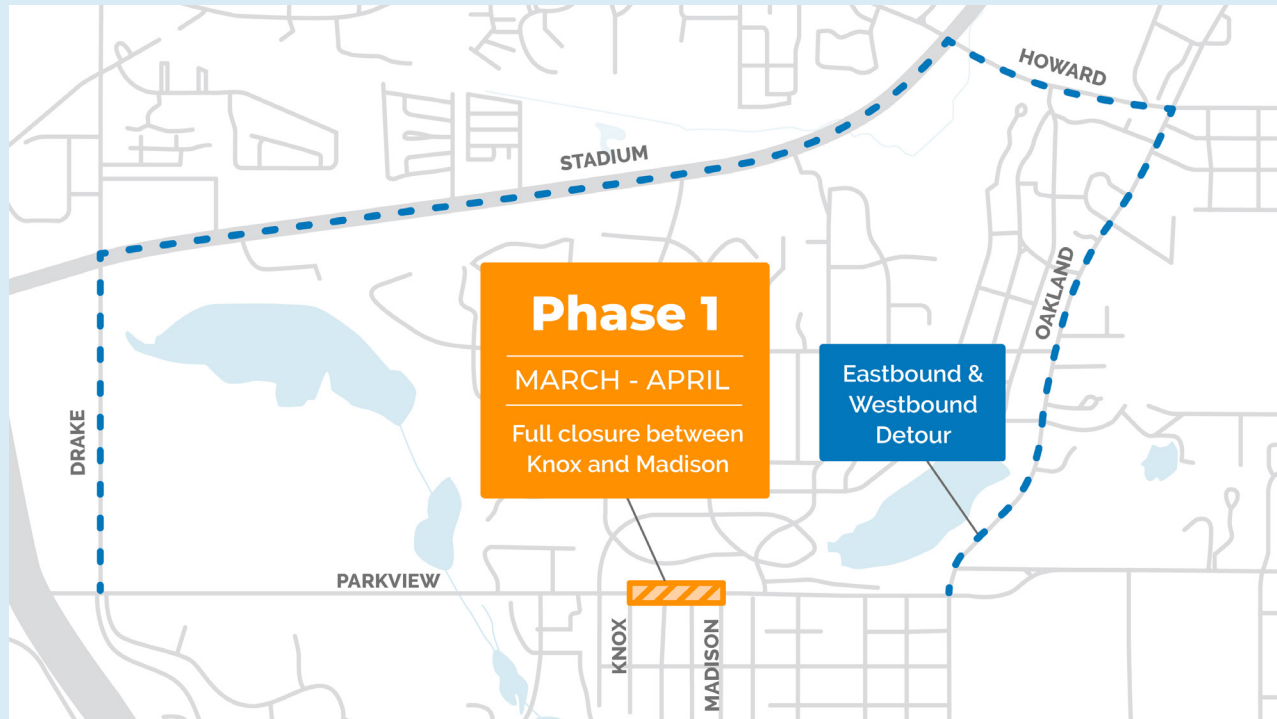 HOWARD
STADIUM
OAKLAND
Phase 1
MARCH - APRIL
Full closure between
Knox and Madison
Eastbound &
Westbound
Detour
DRAKE
PARKVIEW
KNOX
MADISON